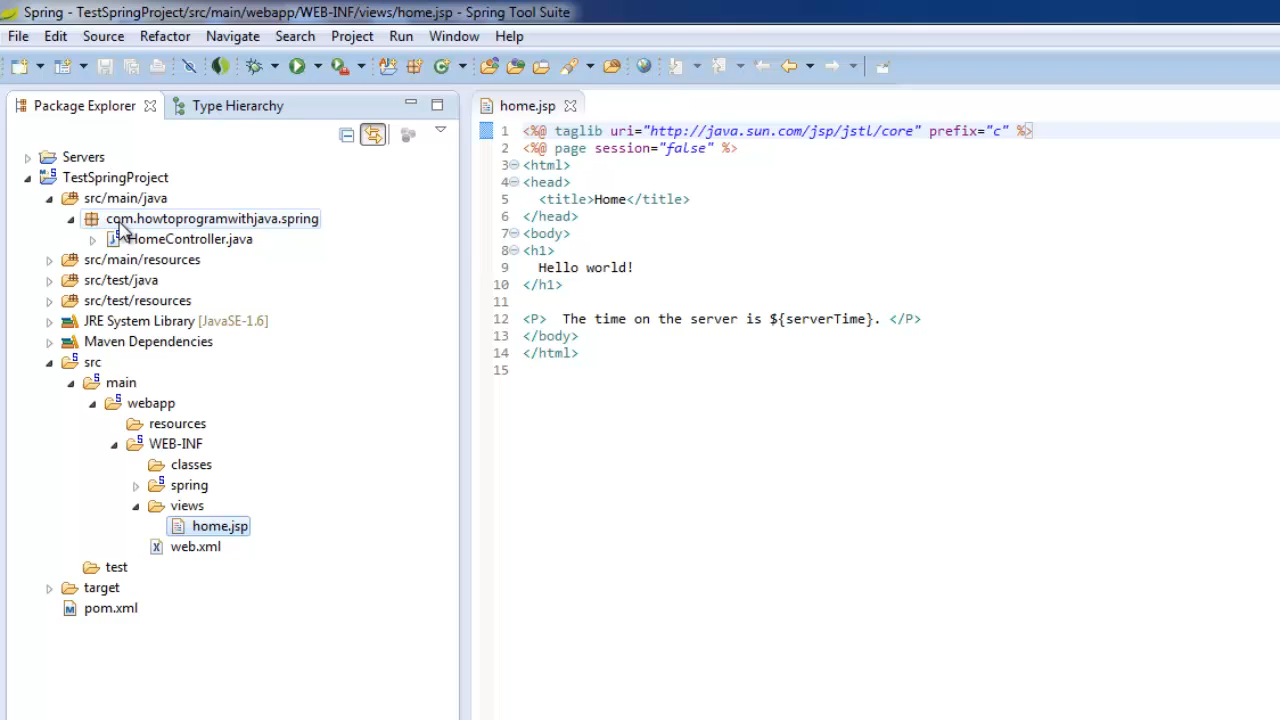 Spring - TestSpringProject/src/main/webapp/WEB-INF/views/home.jsp - Spring Tool Suite
File Edit Source Refactor Navigate Search Project Run Window Help
Package Explorer Type Hierarchy
Servers
TestSpringProject
src/main/java
com.howtoprogramwithjava.spring
HomeController.java
src/main/resources
src/test/java
src/test/resources
JRE System Library [JavaSE-1.6]
Maven Dependencies
src
main
webapp
resources
WEB-INF
classes
spring
views
home.jsp
web.xml
test
target
pom.xml
home.jsp
1 <%@ taglib uri="http://java.sun.com/jsp/jstl/core" prefix="c" %>
2 <%@ page session="false" %>
3 <html>
4 <head>
5 <title>Home</title>
6 </head>
7 <body>
8 <h1>
9 Hello world!
10 </h1>
11
12 <P>  The time on the server is ${serverTime}. </P>
13 </body>
14 </html>
15